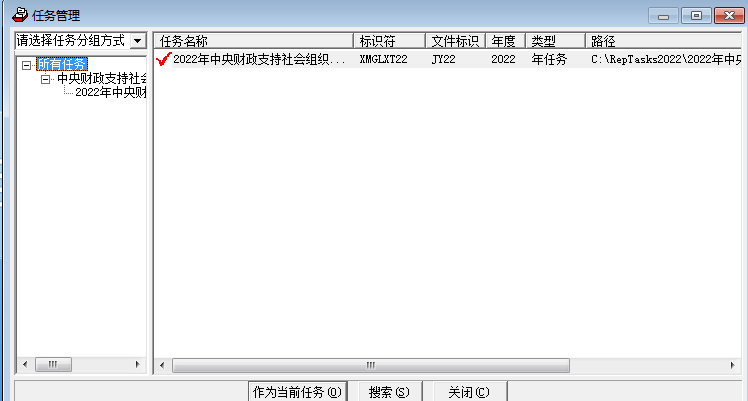 任务管理
请选择任务分组方式
所有任务
中央财政支持社会
2022年中央财
任务名称 标识符 文件标识 年度 类型 路径
2022年中央财政支持社会组织... XMGLXT22 JY22 2022 年任务 C:\RepTasks2022\2022年中央
作为当前任务(O) 搜索(S) 关闭(C)